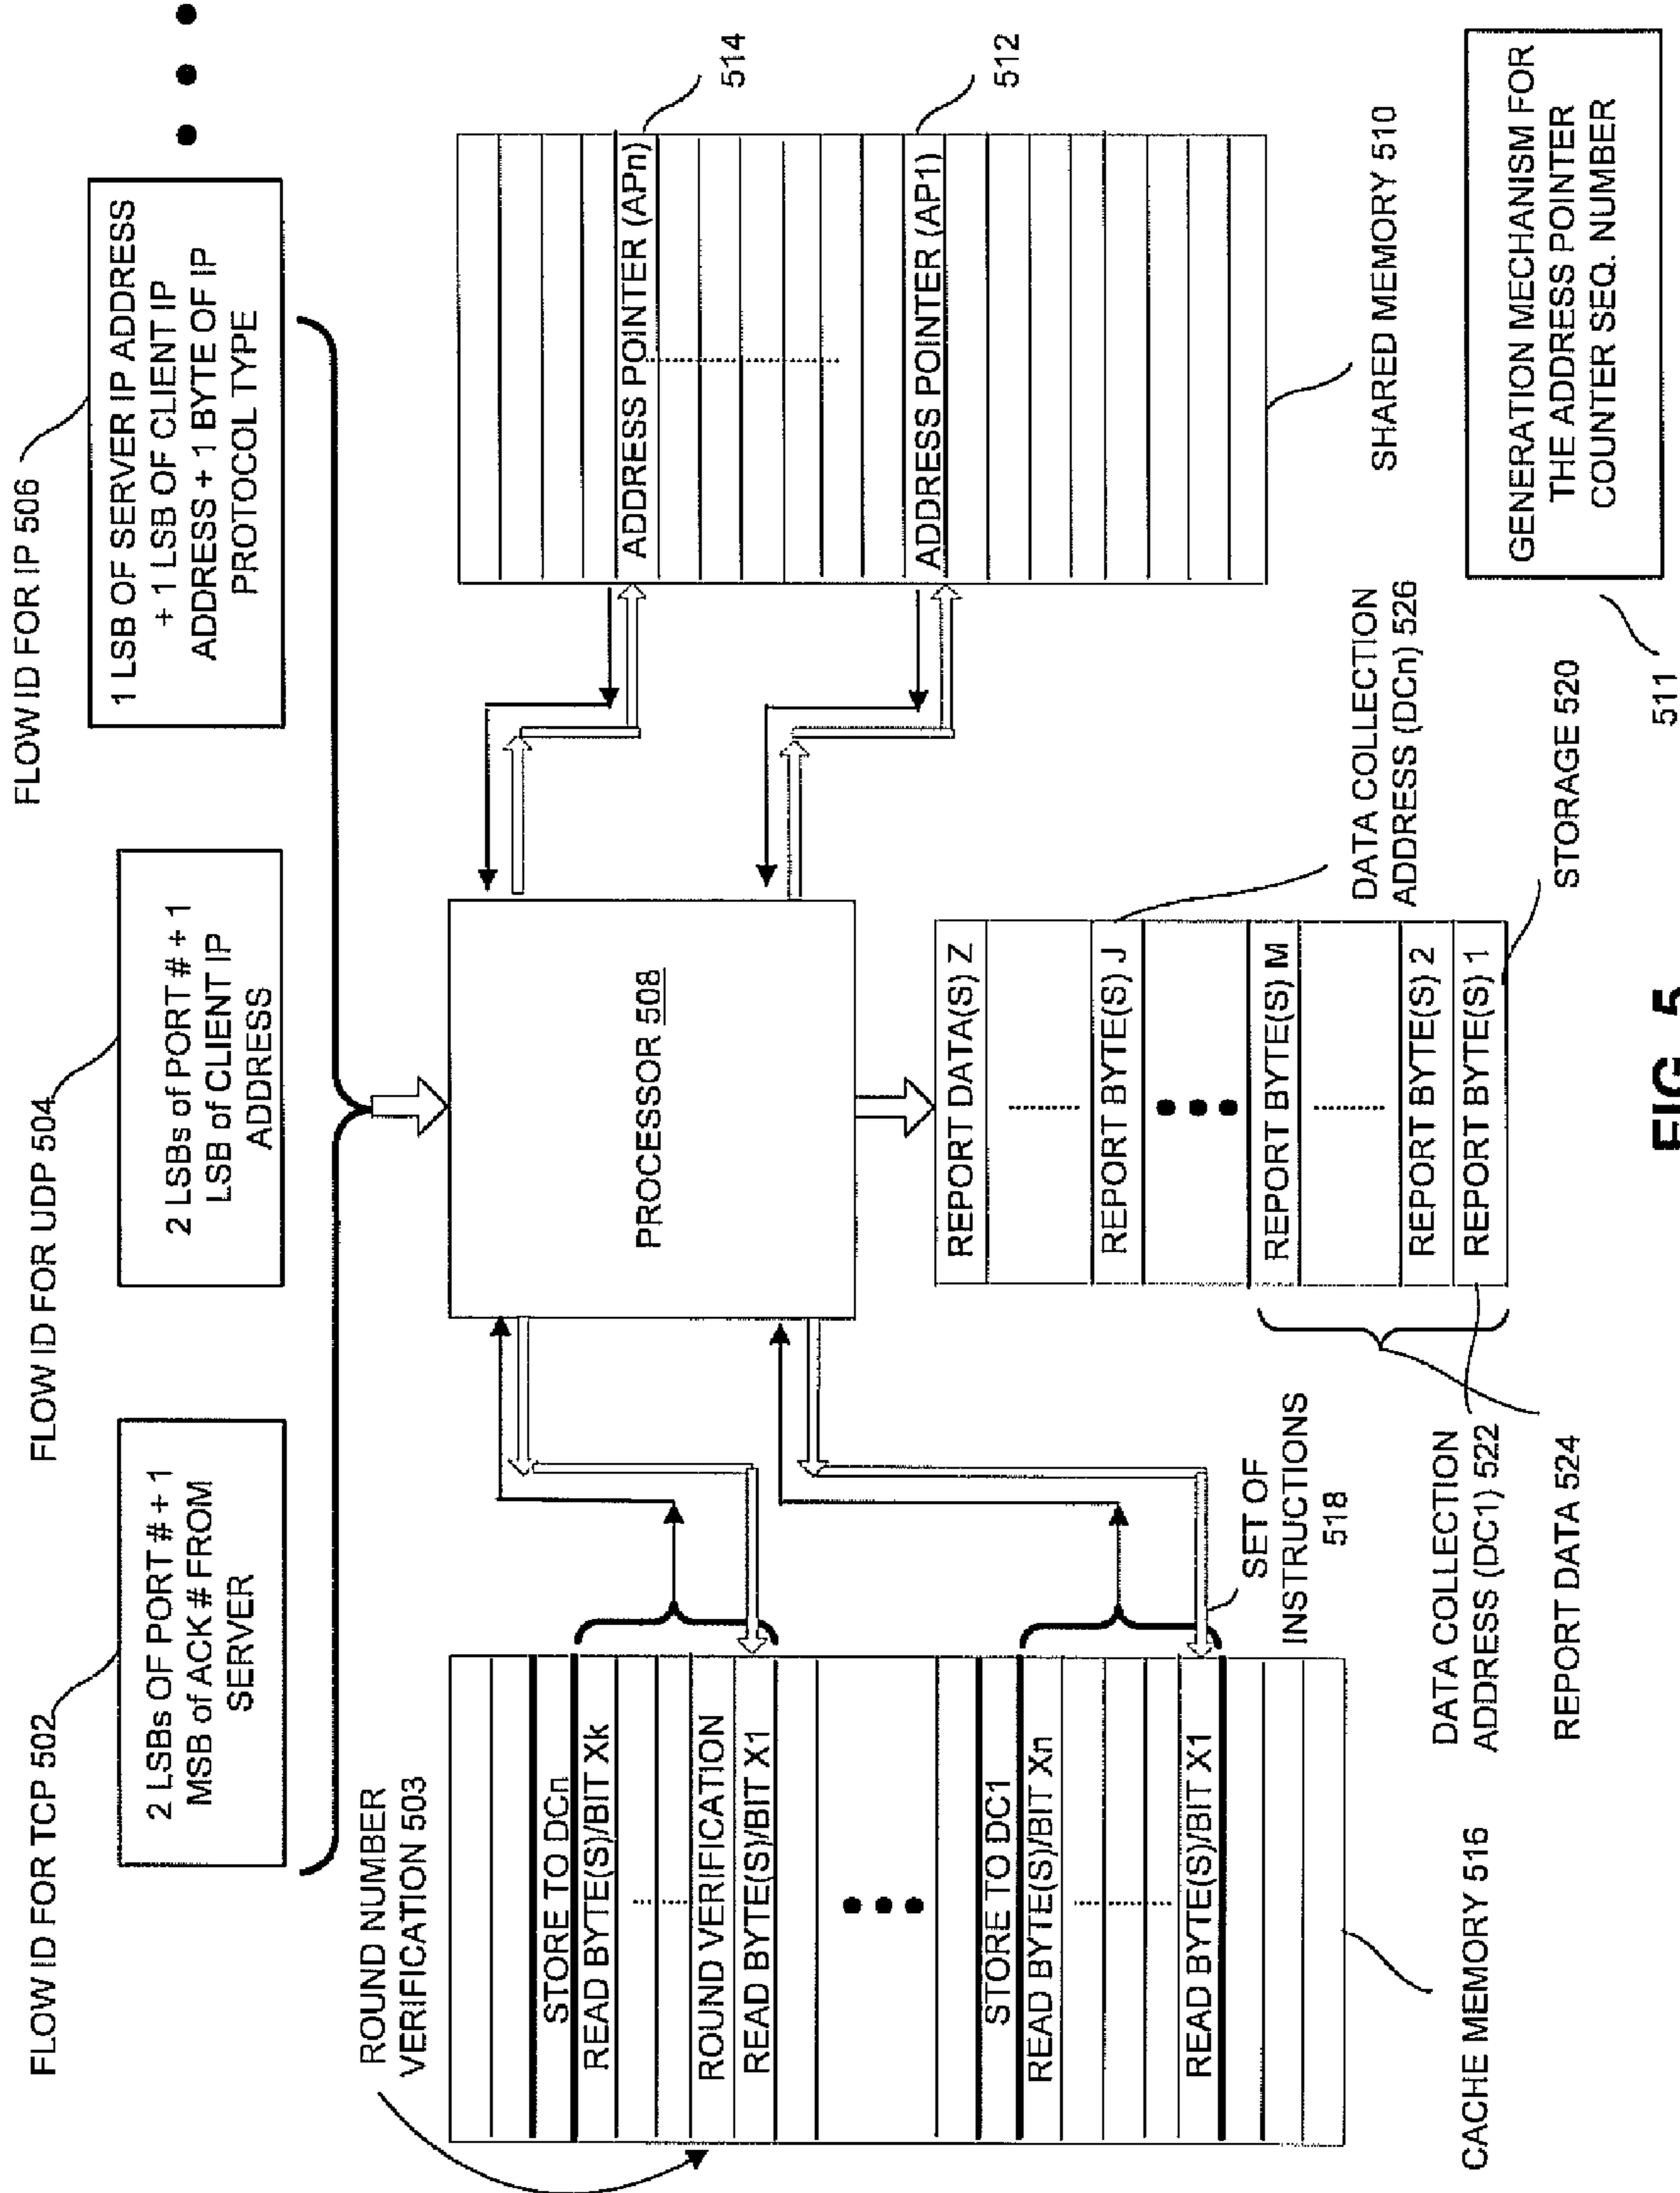 FLOW ID FOR TCP 502
2 LSBs OF PORT # + 1
MSB of ACK # FROM
SERVER
FLOW ID FOR UDP 504
2 LSBs of PORT # + 1
LSB of CLIENT IP
ADDRESS
FLOW ID FOR IP 506
1 LSB OF SERVER IP ADDRESS
+ 1 LSB OF CLIENT IP
ADDRESS + 1 BYTE OF IP
PROTOCOL TYPE
ROUND NUMBER
VERIFICATION 503
STORE TO DCn
READ BYTE(S)/BIT Xk
ROUND VERIFICATION
READ BYTE(S)/BIT X1
STORE TO DC1
READ BYTE(S)/BIT Xn
READ BYTE(S)/BIT X1
CACHE MEMORY 516
SET OF
INSTRUCTIONS
518
PROCESSOR 508
REPORT DATA(S) Z
REPORT BYTE(S) J
REPORT BYTE(S) M
REPORT BYTE(S) 2
REPORT BYTE(S) 1
DATA COLLECTION
ADDRESS (DC1) 522
REPORT DATA 524
DATA COLLECTION
ADDRESS (DCn) 526
STORAGE 520
ADDRESS POINTER (APn)
514
ADDRESS POINTER (AP1)
512
SHARED MEMORY 510
GENERATION MECHANISM FOR
THE ADDRESS POINTER
COUNTER SEQ. NUMBER
511
FIG. 5